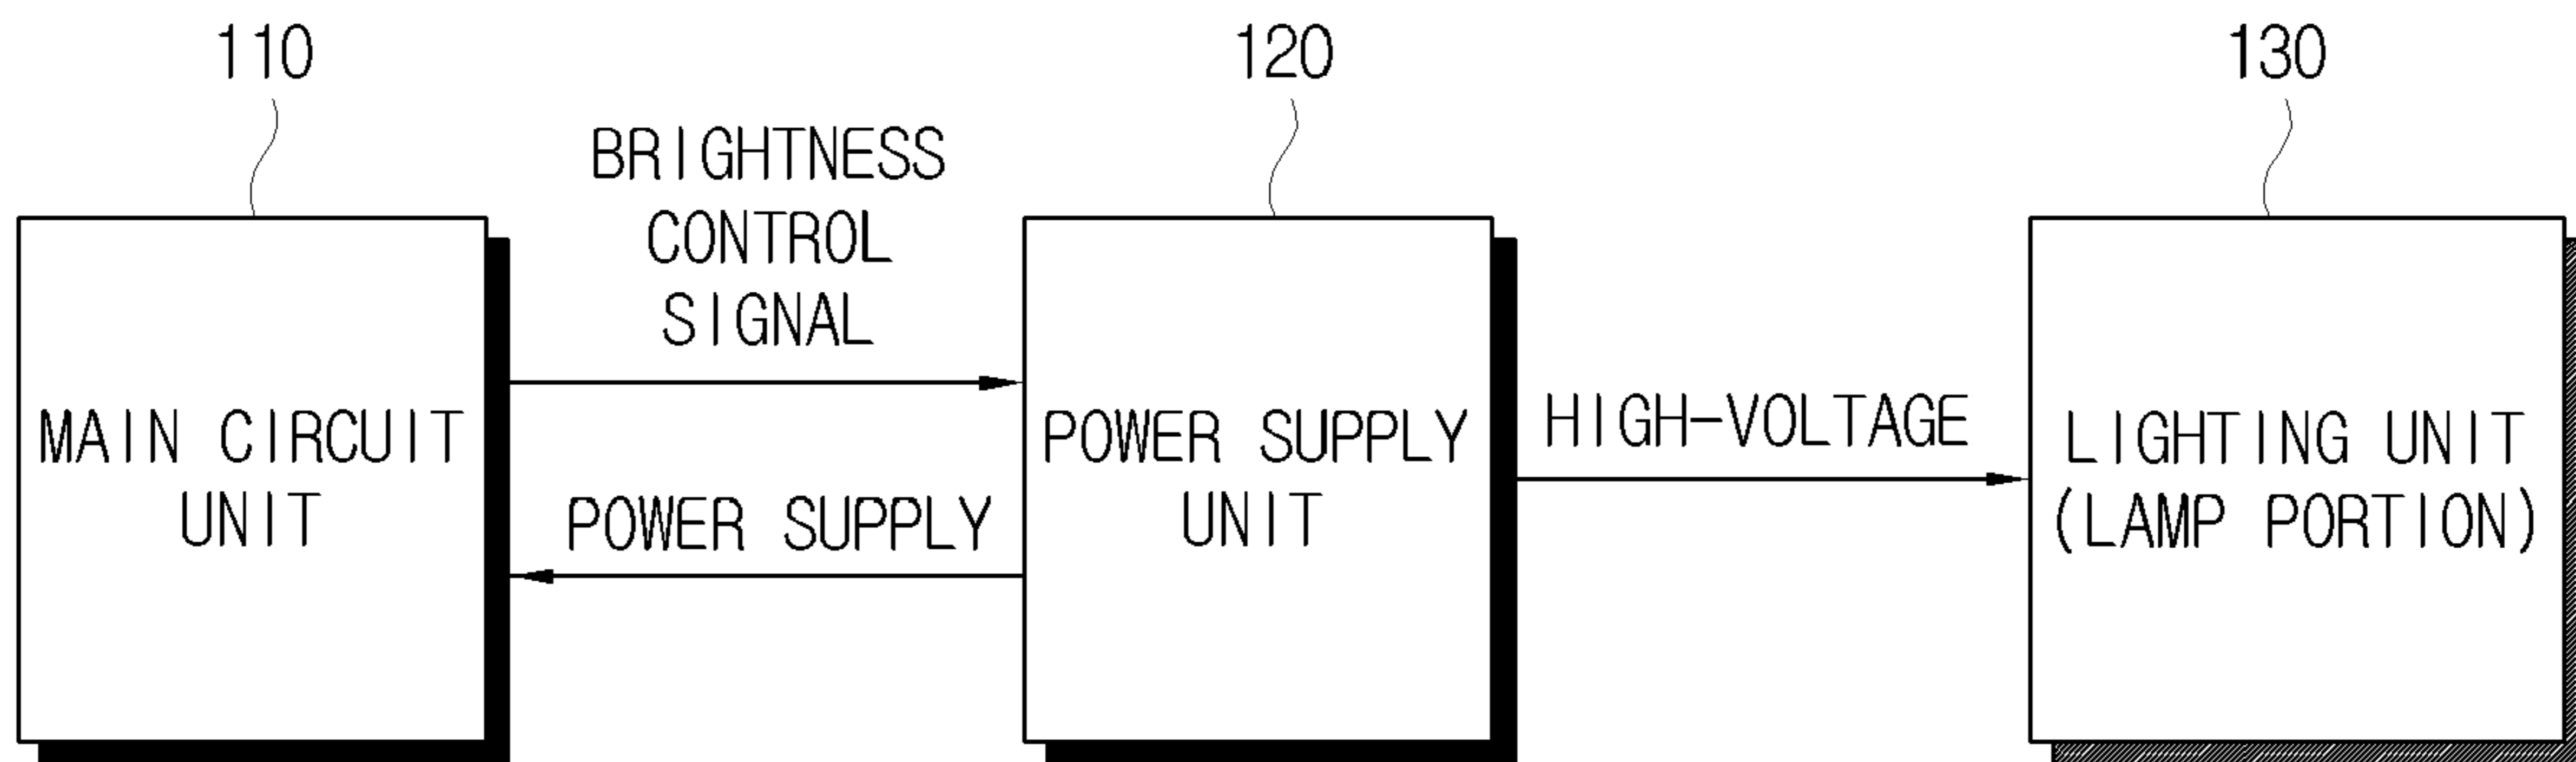 110
120
130
BRIGHTNESS
CONTROL
SIGNAL
MAIN CIRCUIT
UNIT
POWER SUPPLY
POWER SUPPLY
UNIT
HIGH-VOLTAGE
LIGHTING UNIT
(LAMP PORTION)